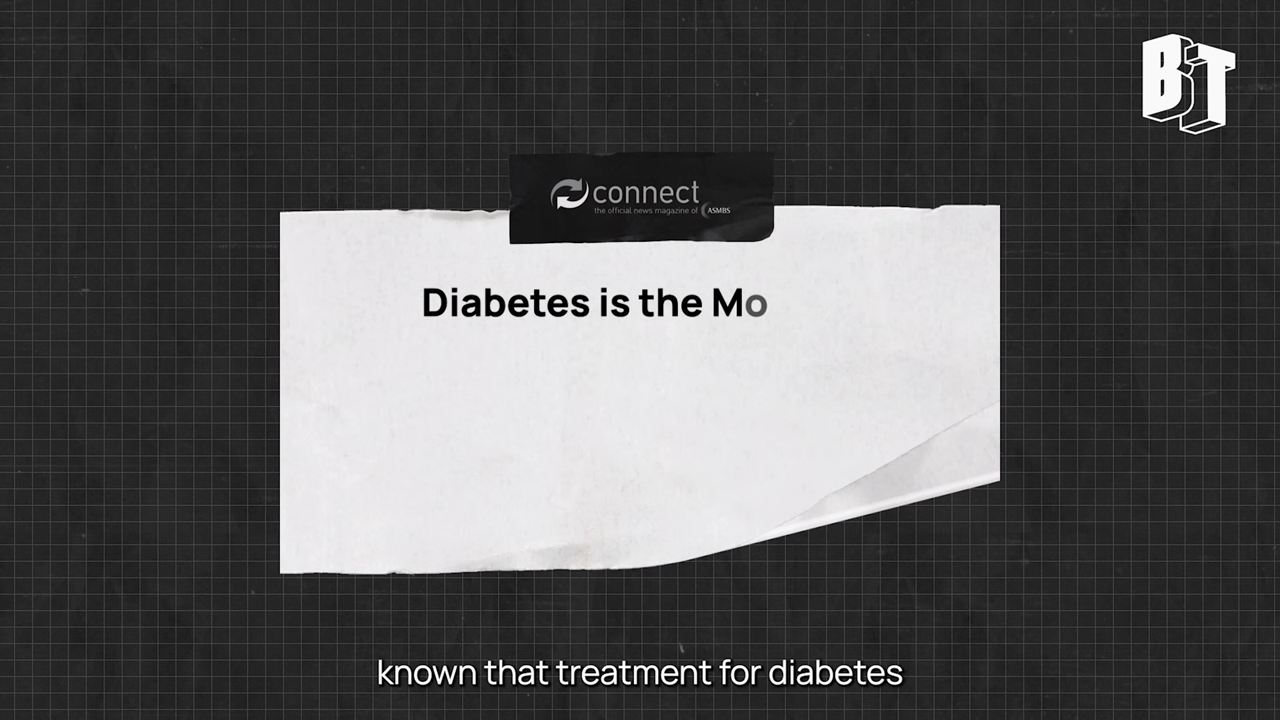 BT
connect
the official news magazine of ASMBS
Diabetes is the Mo
known that treatment for diabetes